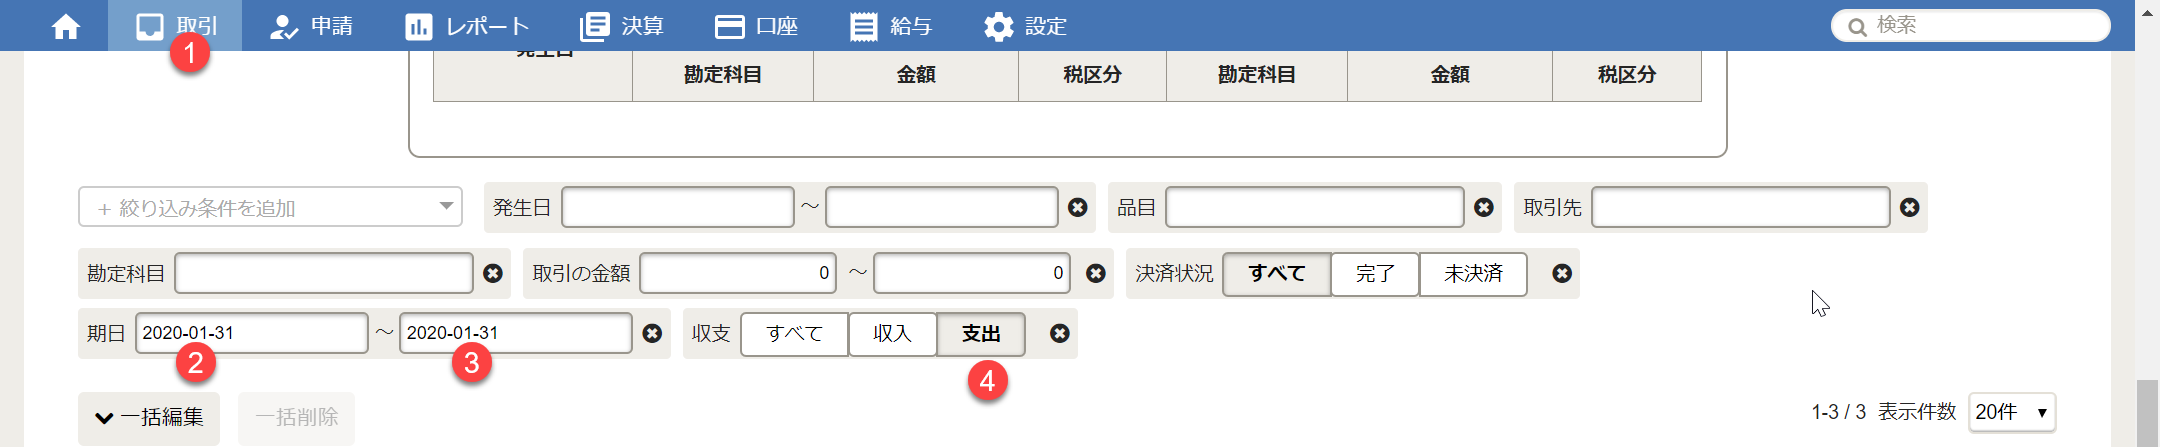 取引 申請 レポート 決算 口座 給与 設定 検索
1
発生日
勘定科目 金額 税区分 勘定科目 金額 税区分
+ 絞り込み条件を追加 発生日 ～ 品目 取引先
勘定科目 取引の金額 0 ～ 0 決済状況 すべて 完了 未決済
期日 2020-01-31 ～ 2020-01-31 収支 すべて 収入 支出
2 3 4
一括編集 一括削除 1-3 / 3 表示件数 20件